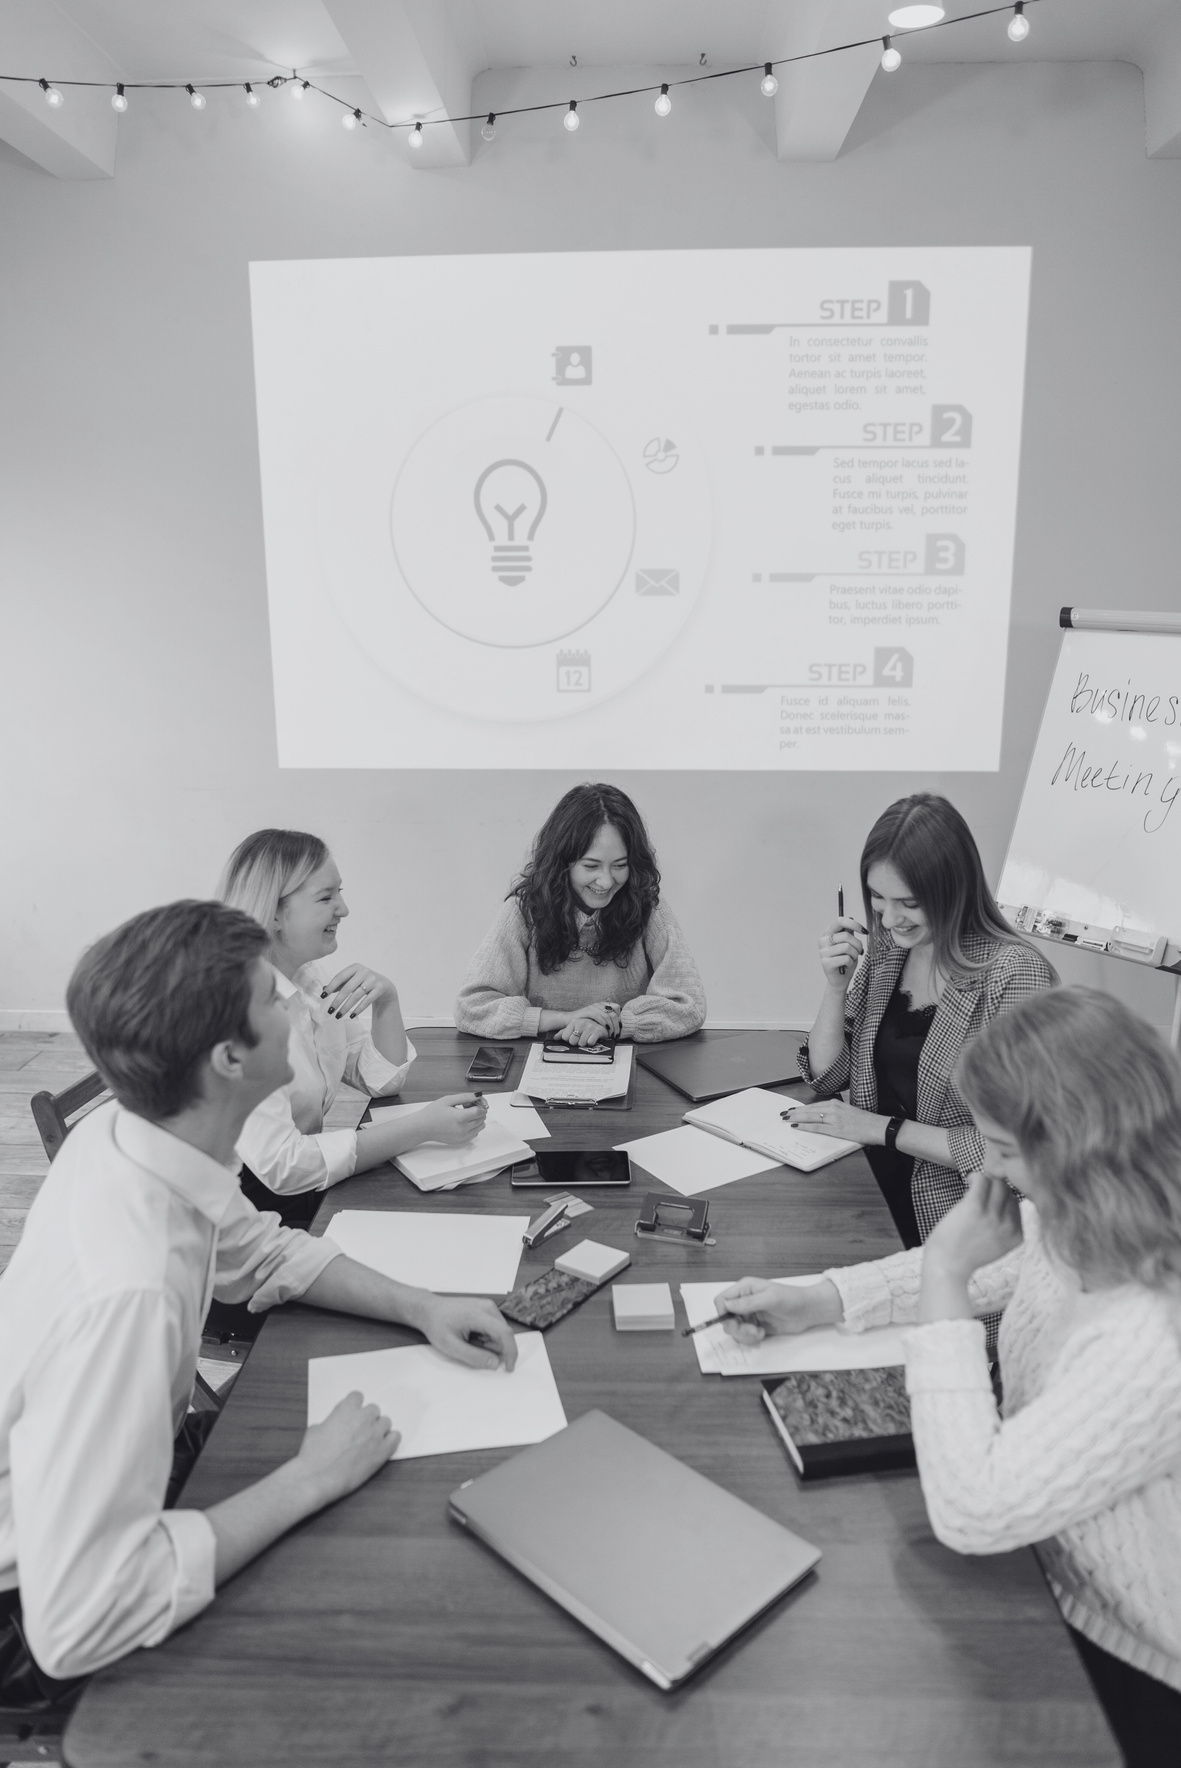 STEP 1
In consectetur convallis
tortor sit amet tempor.
Aenean ac turpis laoreet,
aliquet lorem sit amet,
egestas odio.
STEP 2
Sed tempor lacus sed la-
cus aliquet tincidunt.
Fusce mi turpis, pulvinar
at faucibus vel, porttitor
eget turpis.
STEP 3
Praesent vitae odio dapi-
bus, luctus libero portti-
tor, imperdiet ipsum.
STEP 4
Fusce id aliquam felis.
Donec scelerisque mas-
sa at est vestibulum sem-
per.
12
Busines
Meeting